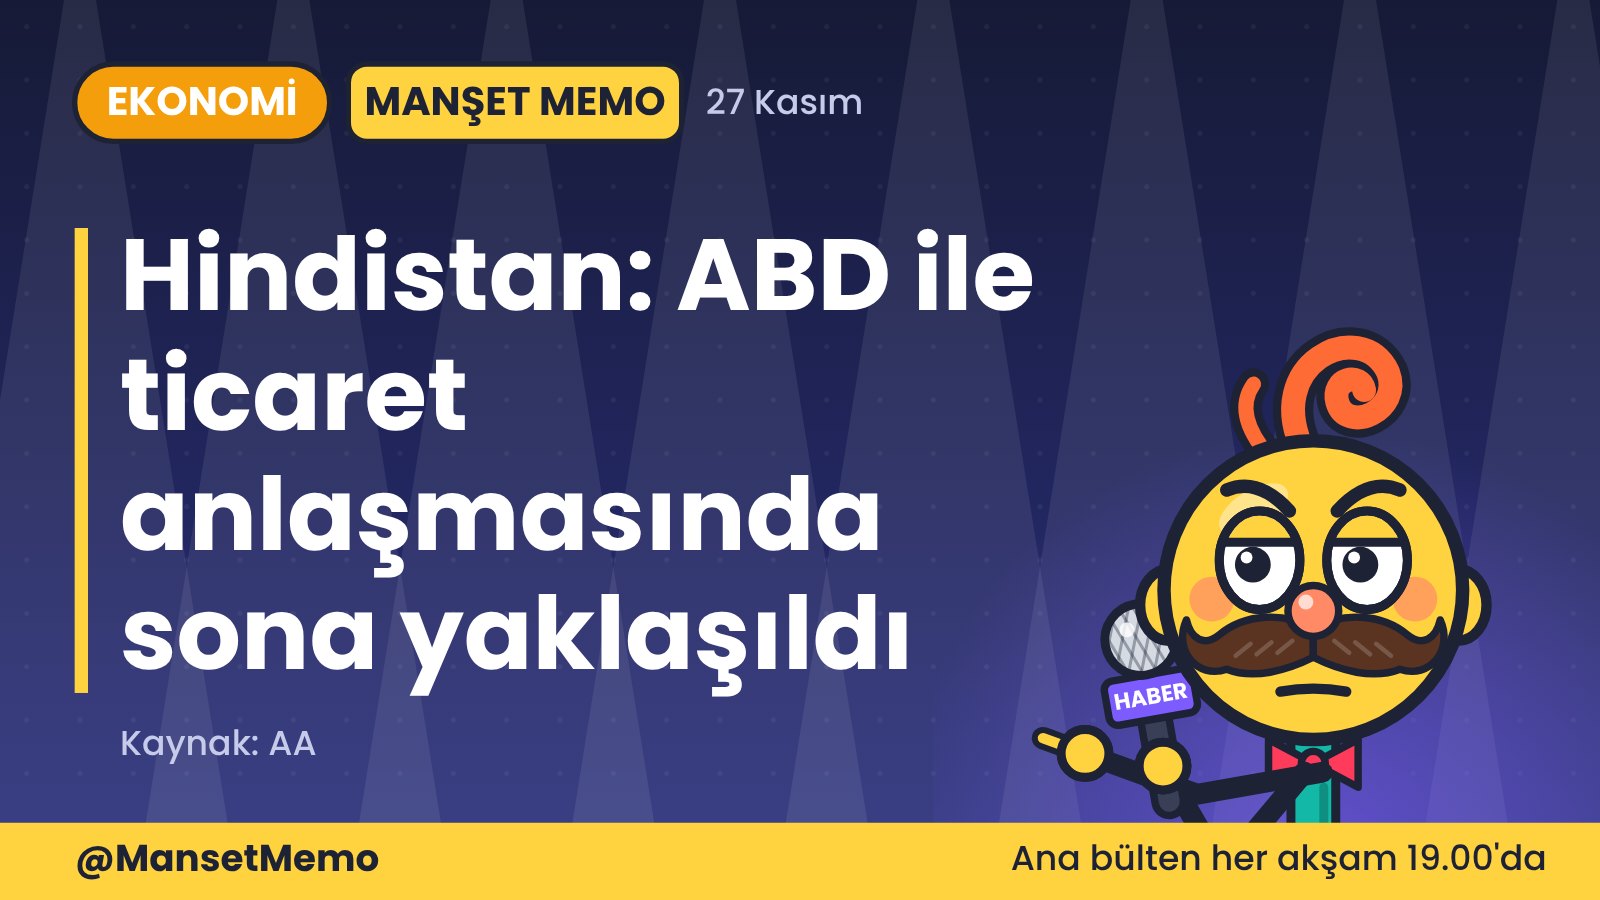 EKONOMİ
MANŞET MEMO
27 Kasım
Hindistan: ABD ile
ticaret
anlaşmasında
sona yaklaşıldı
Kaynak: AA
HABER
@MansetMemo
Ana bülten her akşam 19.00'da